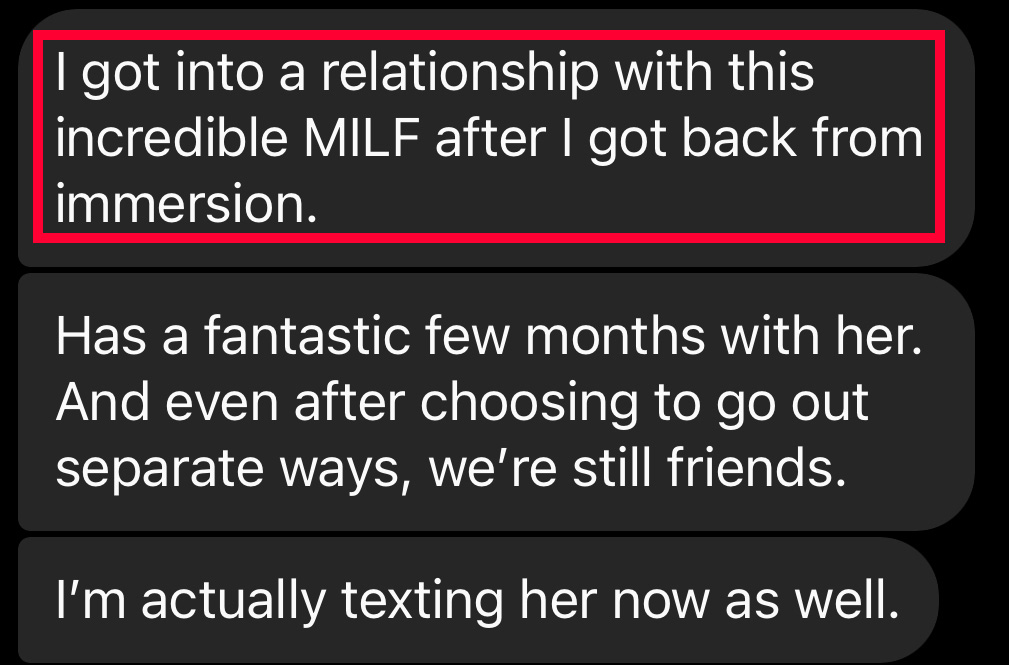 I got into a relationship with this
incredible MILF after I got back from
immersion.
Has a fantastic few months with her.
And even after choosing to go out
separate ways, we’re still friends.
I’m actually texting her now as well.